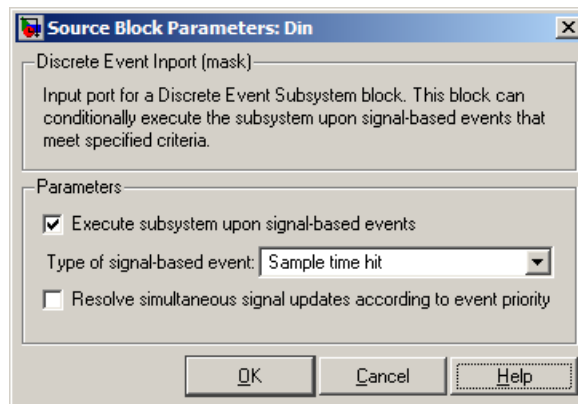 Source Block Parameters: Din
Discrete Event Inport (mask)
Input port for a Discrete Event Subsystem block. This block can
conditionally execute the subsystem upon signal-based events that
meet specified criteria.
Parameters
Execute subsystem upon signal-based events
Type of signal-based event: Sample time hit
Resolve simultaneous signal updates according to event priority
OK Cancel Help